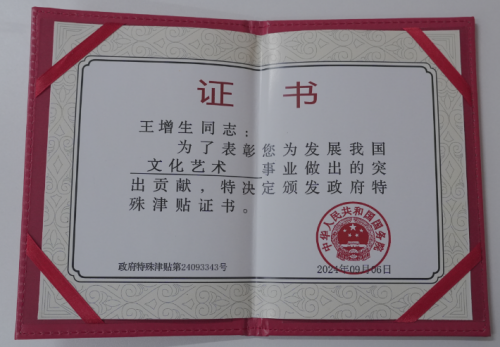 证书
王增生同志：
为了表彰您为发展我国
文化艺术 事业做出的突
出贡献，特决定颁发政府特
殊津贴证书。
中华人民共和国国务院
政府特殊津贴第24093343号
2021年09月06日